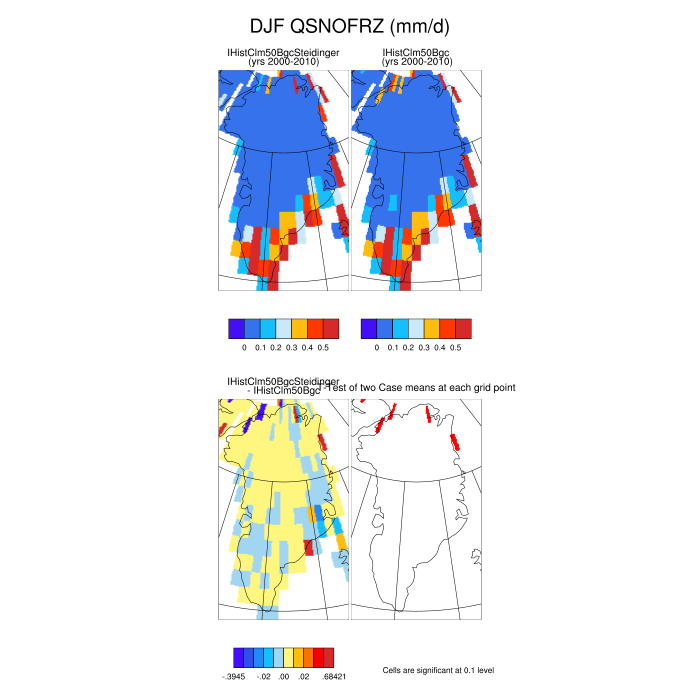 DJF QSNOFRZ (mm/d)
IHistClm50BgcSteidinger
(yrs 2000-2010)
IHistClm50Bgc
(yrs 2000-2010)
0 0.1 0.2 0.3 0.4 0.5
0 0.1 0.2 0.3 0.4 0.5
IHistClm50BgcSteidinger
- IHistClm50Bgc
T-Test of two Case means at each grid point
-.3945 -.02 .00 .02 .68421
Cells are significant at 0.1 level